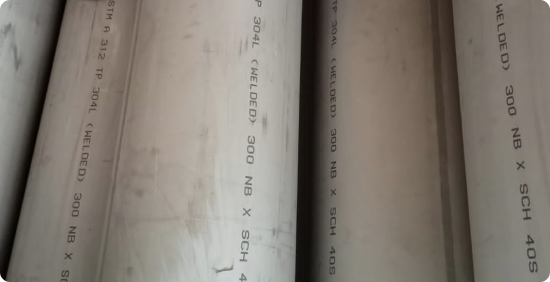 STM A 312 TP 304L (WELDED) 300 NB X S
P 304L (WELDED) 300 NB X SCH 4
TP 304L (WELDED) 300 NB X SCH 40S
WELDED) 300 NB X SCH 40S